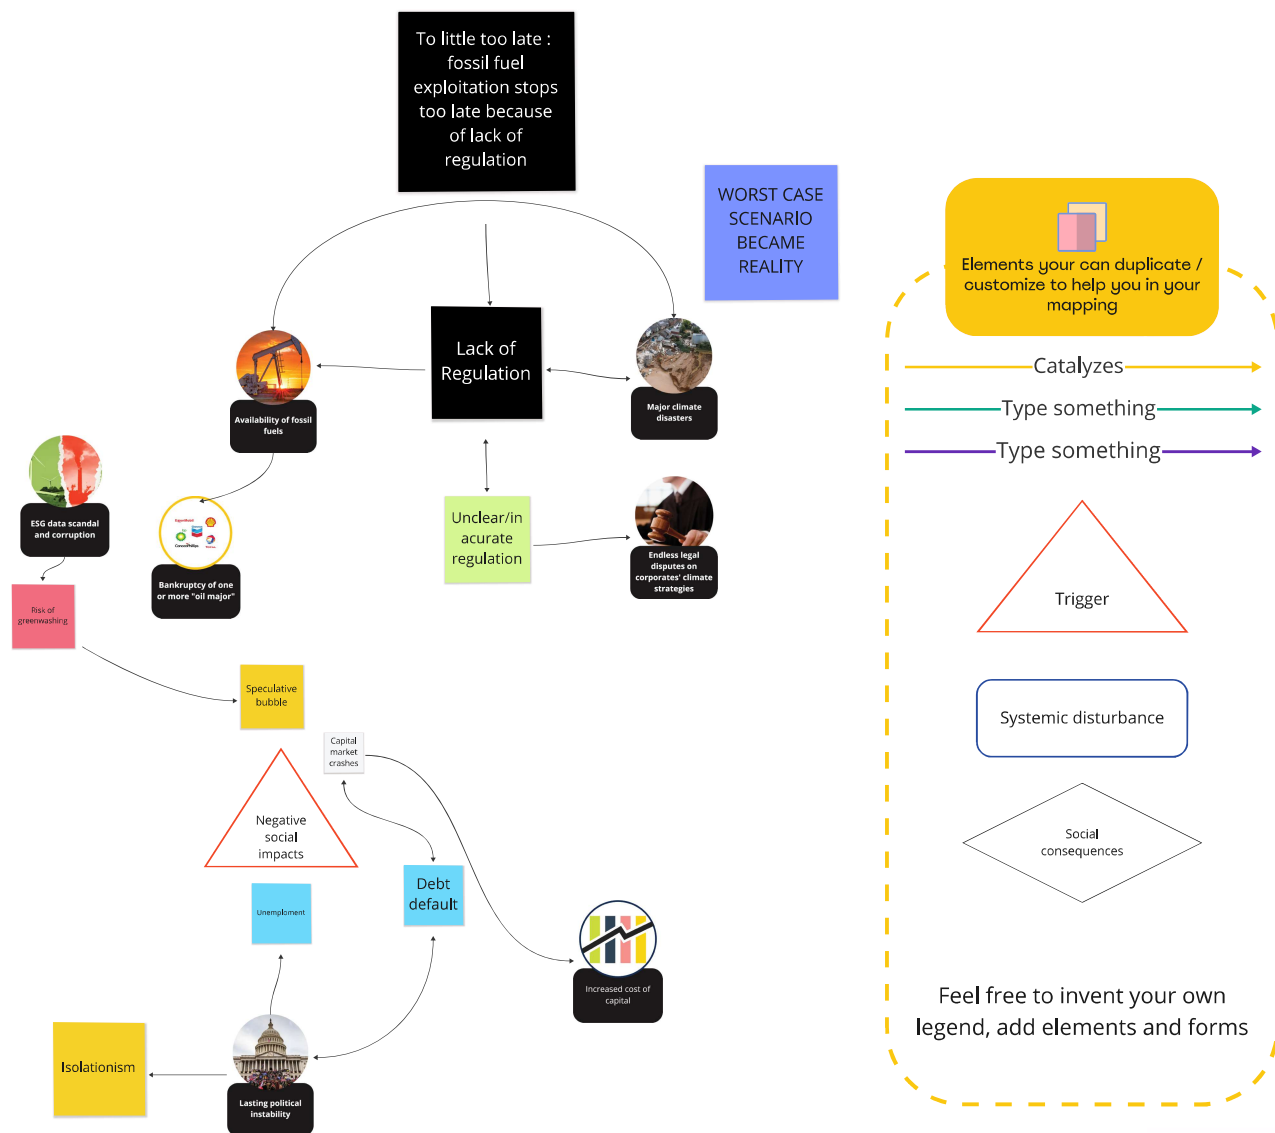 To little too late :
fossil fuel
exploitation stops
too late because
of lack of
regulation
WORST CASE
SCENARIO
BECAME
REALITY
Lack of
Regulation
Availability of fossil
fuels
Major climate
disasters
ESG data scandal
and corruption
Bankruptcy of one
or more "oil major"
Unclear/in
acurate
regulation
Endless legal
disputes on
corporates' climate
strategies
Risk of
greenwashing
Speculative
bubble
Capital
market
crashes
Negative
social
impacts
Unemploment
Debt
default
Increased cost of
capital
Isolationism
Lasting political
instability
Elements your can duplicate /
customize to help you in your
mapping
Catalyzes
Type something
Type something
Trigger
Systemic disturbance
Social
consequences
Feel free to invent your own
legend, add elements and forms